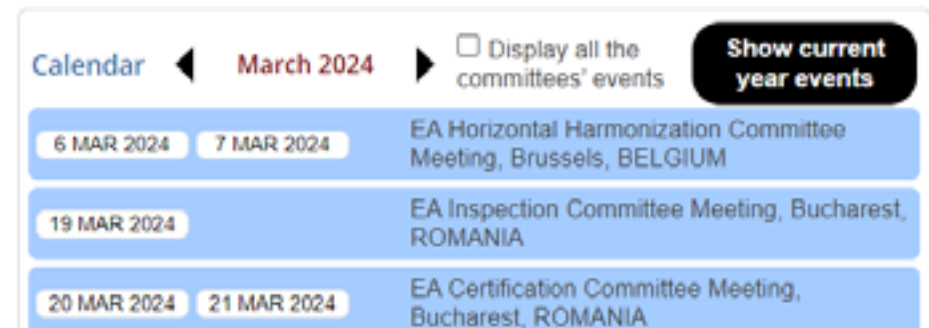 Calendar
March 2024
Display all the
committees' events
Show current
year events
6 MAR 2024
7 MAR 2024
EA Horizontal Harmonization Committee
Meeting, Brussels, BELGIUM
19 MAR 2024
EA Inspection Committee Meeting, Bucharest,
ROMANIA
20 MAR 2024
21 MAR 2024
EA Certification Committee Meeting,
Bucharest, ROMANIA